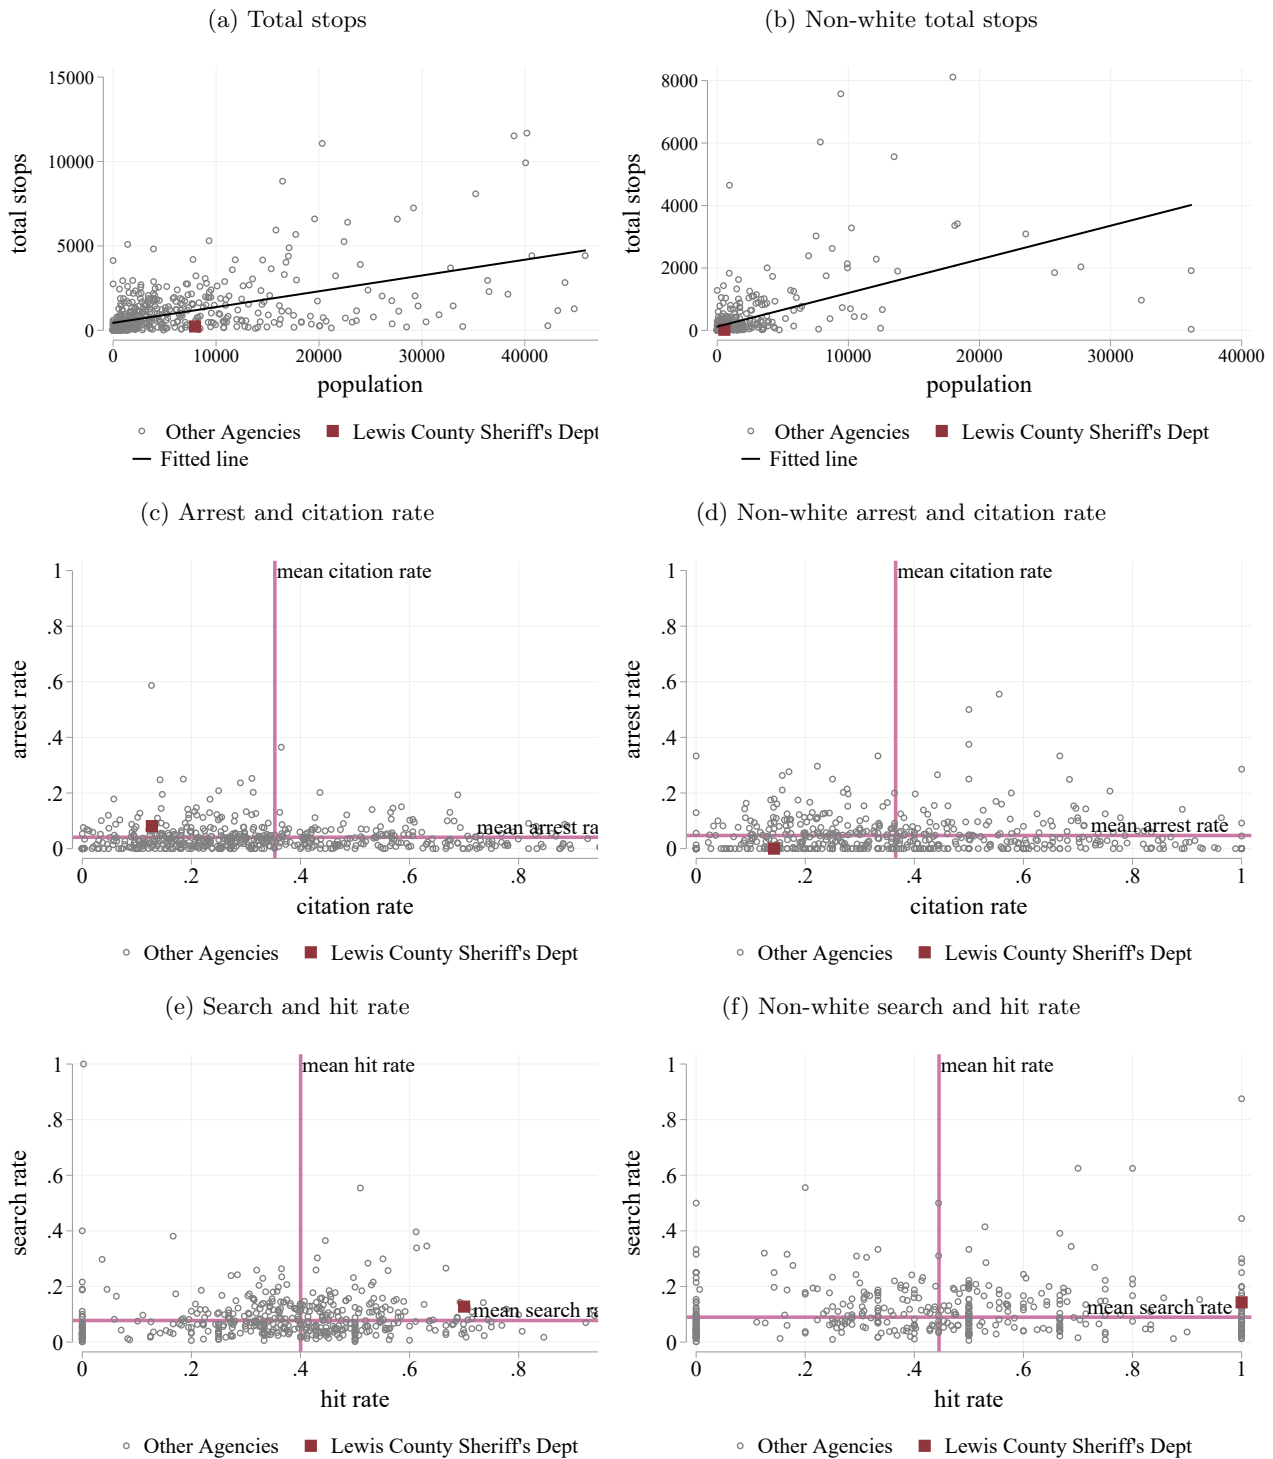 (a) Total stops
(b) Non-white total stops
total stops
15000
10000
5000
0
0 10000 20000 30000 40000
population
Other Agencies Lewis County Sheriff's Dept
Fitted line
total stops
8000
6000
4000
2000
0
0 10000 20000 30000 40000
population
Other Agencies Lewis County Sheriff's Dept
Fitted line
(c) Arrest and citation rate
(d) Non-white arrest and citation rate
arrest rate
1
.8
.6
.4
.2
0
mean citation rate
mean arrest ra
0 .2 .4 .6 .8
citation rate
Other Agencies Lewis County Sheriff's Dept
arrest rate
1
.8
.6
.4
.2
0
mean citation rate
mean arrest rate
0 .2 .4 .6 .8 1
citation rate
Other Agencies Lewis County Sheriff's Dept
(e) Search and hit rate
(f) Non-white search and hit rate
search rate
1
.8
.6
.4
.2
0
mean hit rate
mean search ra
0 .2 .4 .6 .8
hit rate
Other Agencies Lewis County Sheriff's Dept
search rate
1
.8
.6
.4
.2
0
mean hit rate
mean search rate
0 .2 .4 .6 .8 1
hit rate
Other Agencies Lewis County Sheriff's Dept